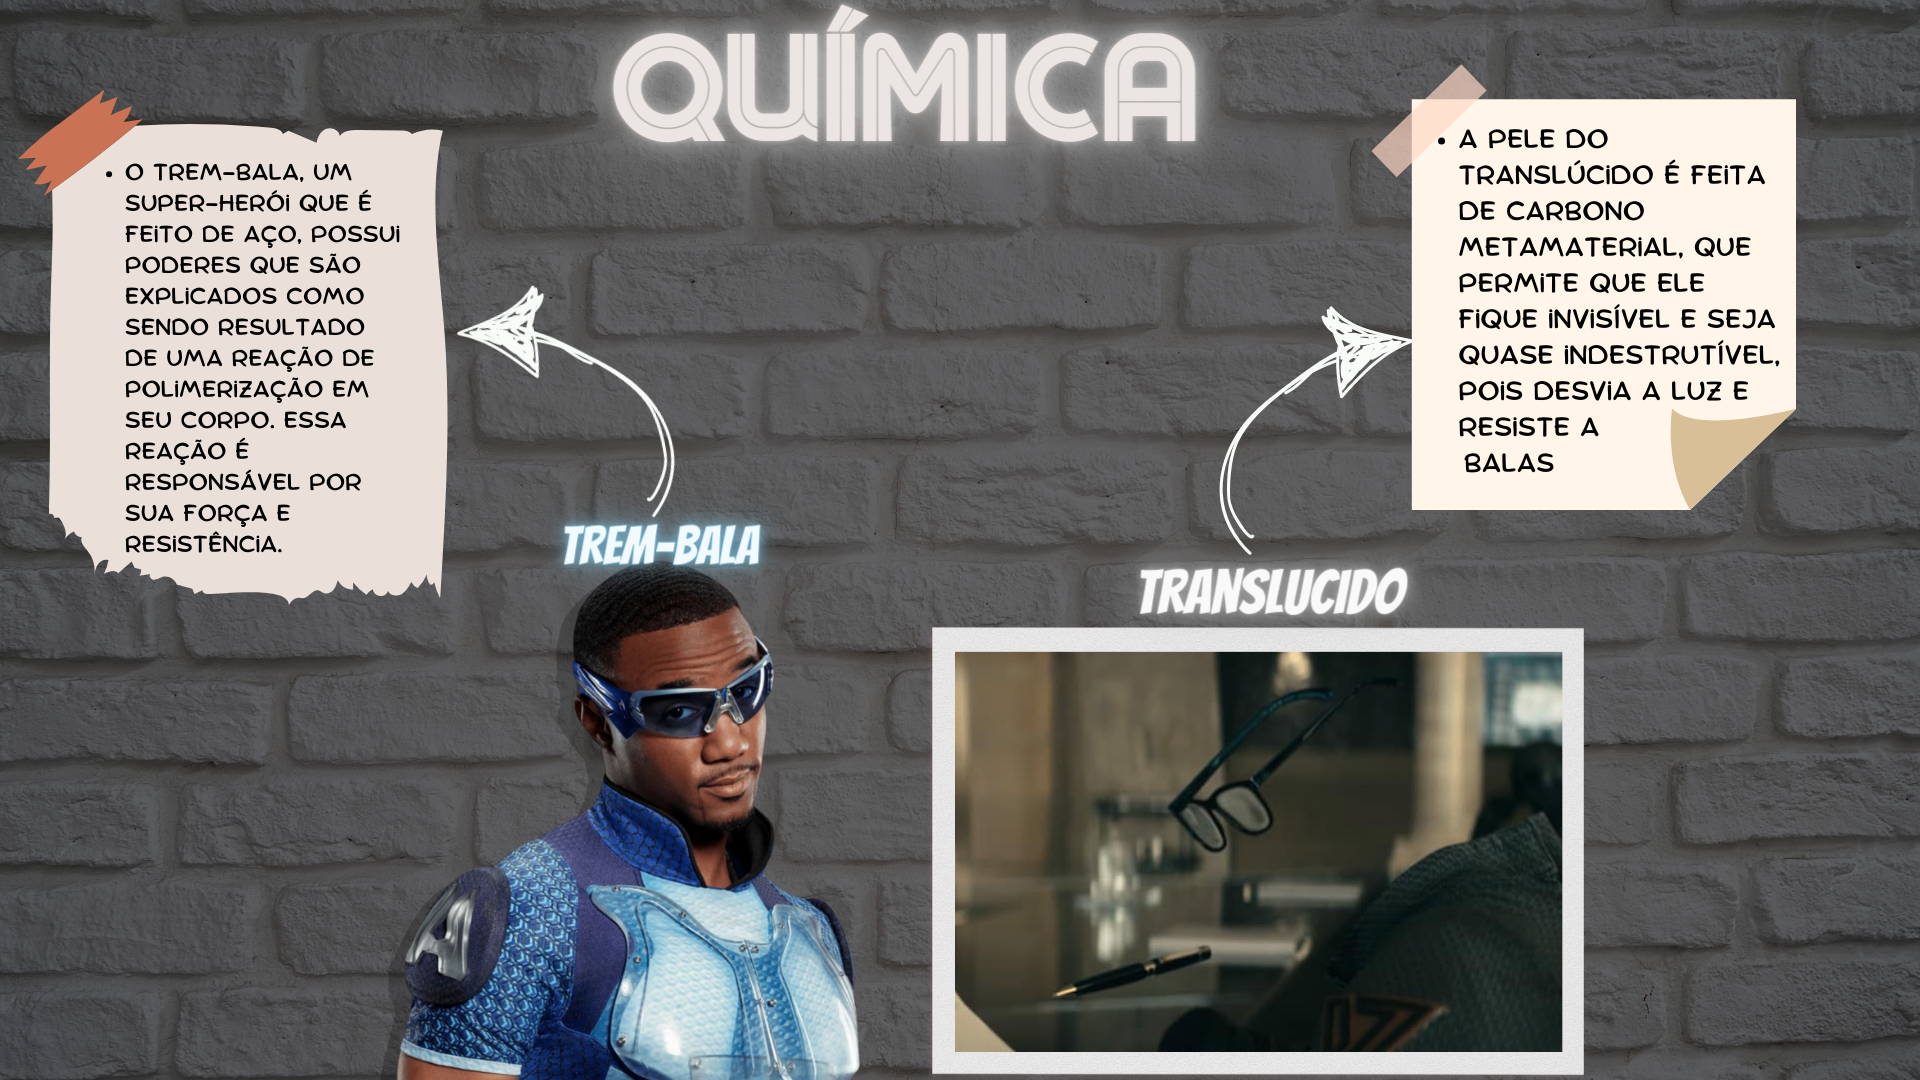 QUÍMICA
• O TREM-BALA, UM
SUPER-HERÓI QUE É
FEITO DE AÇO, POSSUI
PODERES QUE SÃO
EXPLICADOS COMO
SENDO RESULTADO
DE UMA REAÇÃO DE
POLIMERIZAÇÃO EM
SEU CORPO. ESSA
REAÇÃO É
RESPONSÁVEL POR
SUA FORÇA E
RESISTÊNCIA.
• A PELE DO
TRANSLÚCIDO É FEITA
DE CARBONO
METAMATERIAL, QUE
PERMITE QUE ELE
FIQUE INVISÍVEL E SEJA
QUASE INDESTRUTÍVEL,
POIS DESVIA A LUZ E
RESISTE A
BALAS
TREM-BALA
TRANSLUCIDO
A